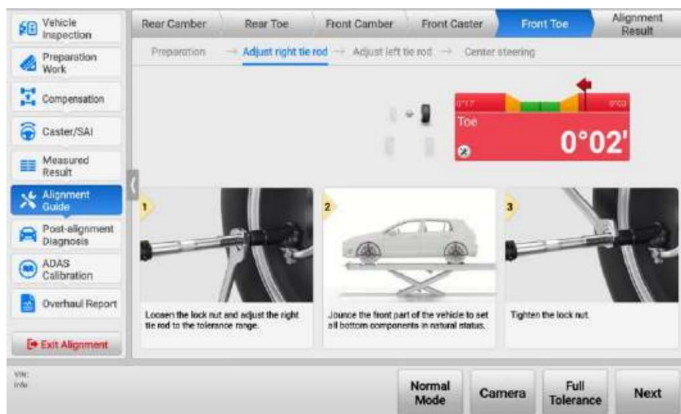 Vehicle
Inspection
Preparation
Work
Compensation
Caster/SAI
Measured
Result
Alignment
Guide
Post-alignment
Diagnosis
ADAS
Calibration
Overhaul Report
Exit Alignment
Rear Camber
Rear Toe
Front Camber
Front Caster
Front Toe
Alignment
Result
Preparation → Adjust right tie rod → Adjust left tie rod → Center steering
0°17
0°03
Toe
0°02'
1
Loosen the lock nut and adjust the right
tie rod to the tolerance range.
2
Jounce the front part of the vehicle to set
all bottom components in natural status.
3
Tighten the lock nut.
VIN:
Info:
Normal
Mode
Camera
Full
Tolerance
Next